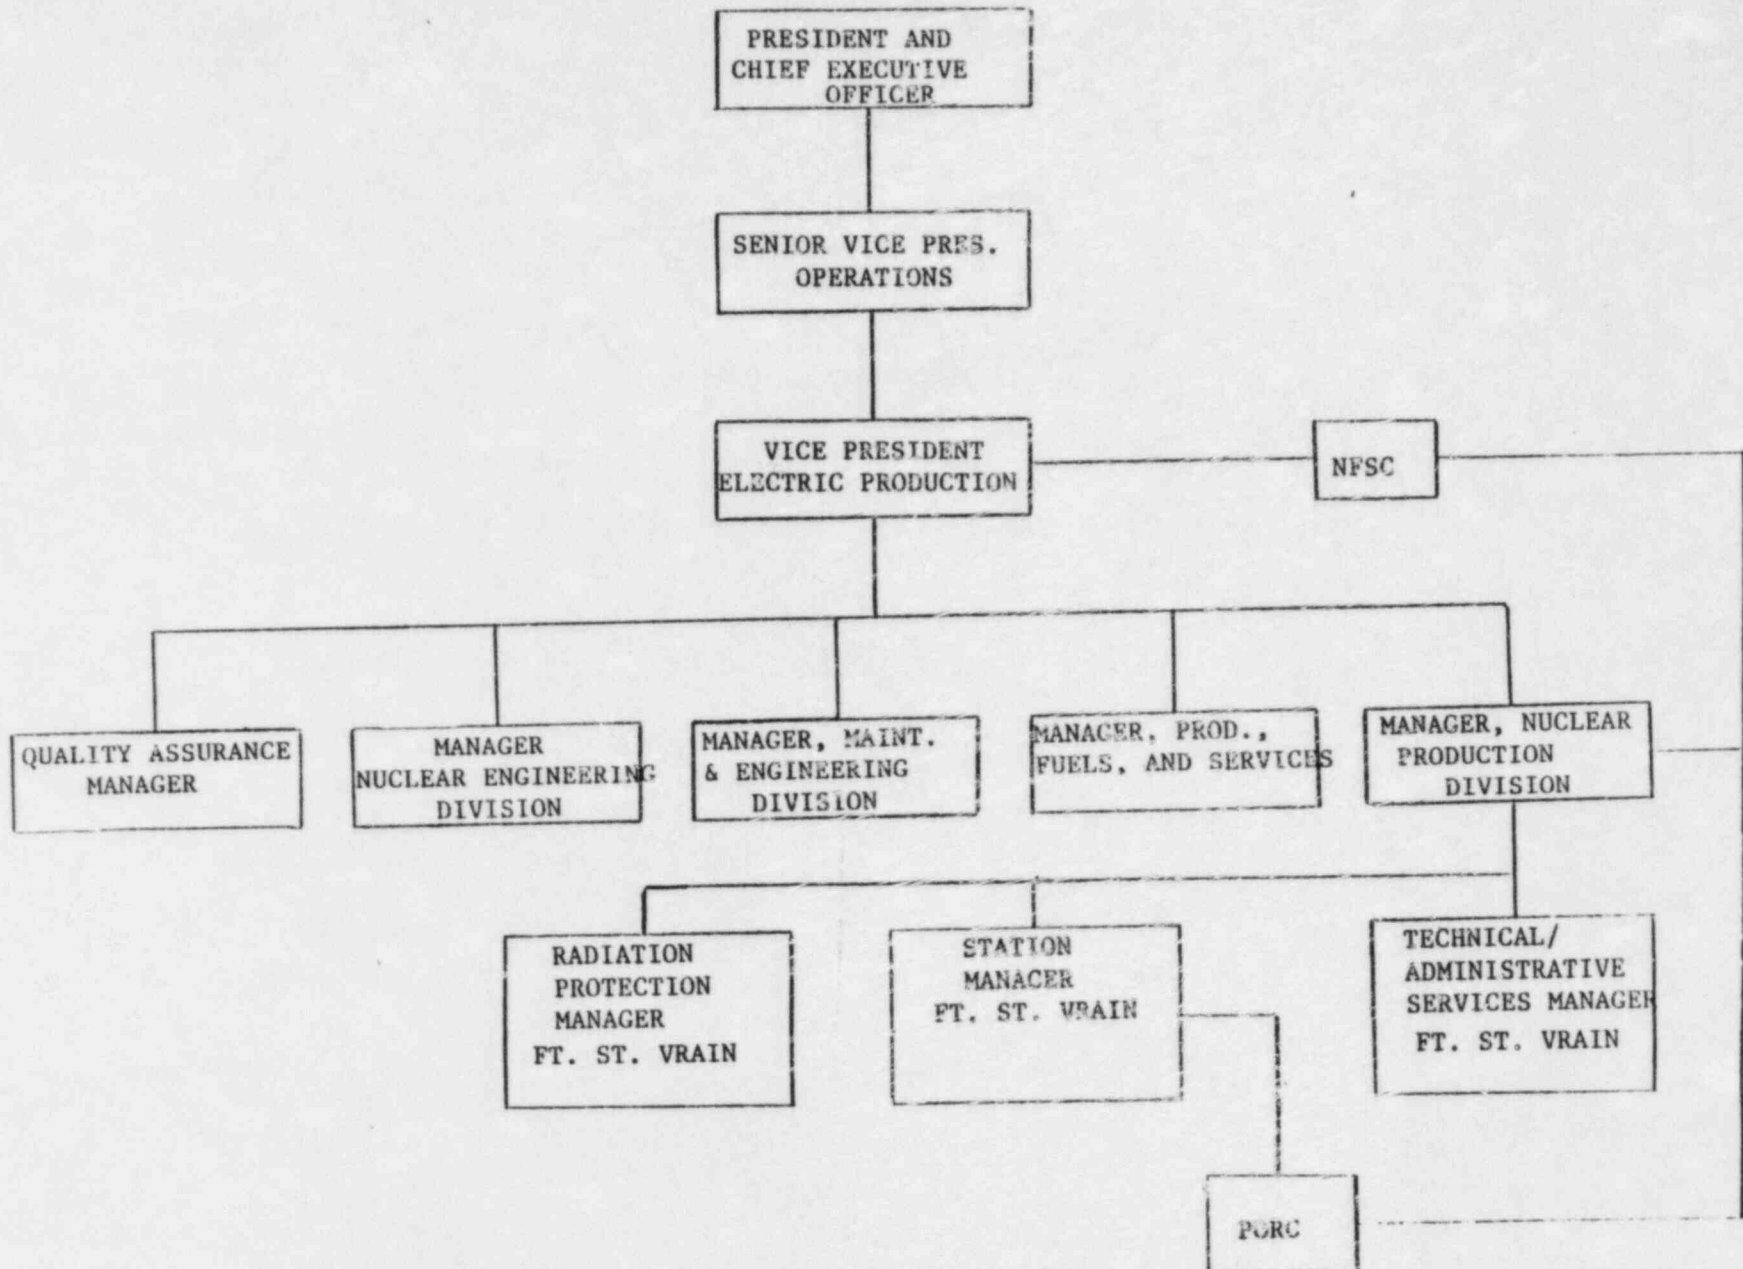 PRESIDENT AND
CHIEF EXECUTIVE
OFFICER
SENIOR VICE PRES.
OPERATIONS
VICE PRESIDENT
ELECTRIC PRODUCTION
NFSC
QUALITY ASSURANCE
MANAGER
MANAGER
NUCLEAR ENGINEERING
DIVISION
MANAGER, MAINT.
& ENGINEERING
DIVISION
MANAGER, PROD.,
FUELS, AND SERVICES
MANAGER, NUCLEAR
PRODUCTION
DIVISION
RADIATION
PROTECTION
MANAGER
FT. ST. VRAIN
STATION
MANAGER
FT. ST. VRAIN
TECHNICAL/
ADMINISTRATIVE
SERVICES MANAGER
FT. ST. VRAIN
PORC